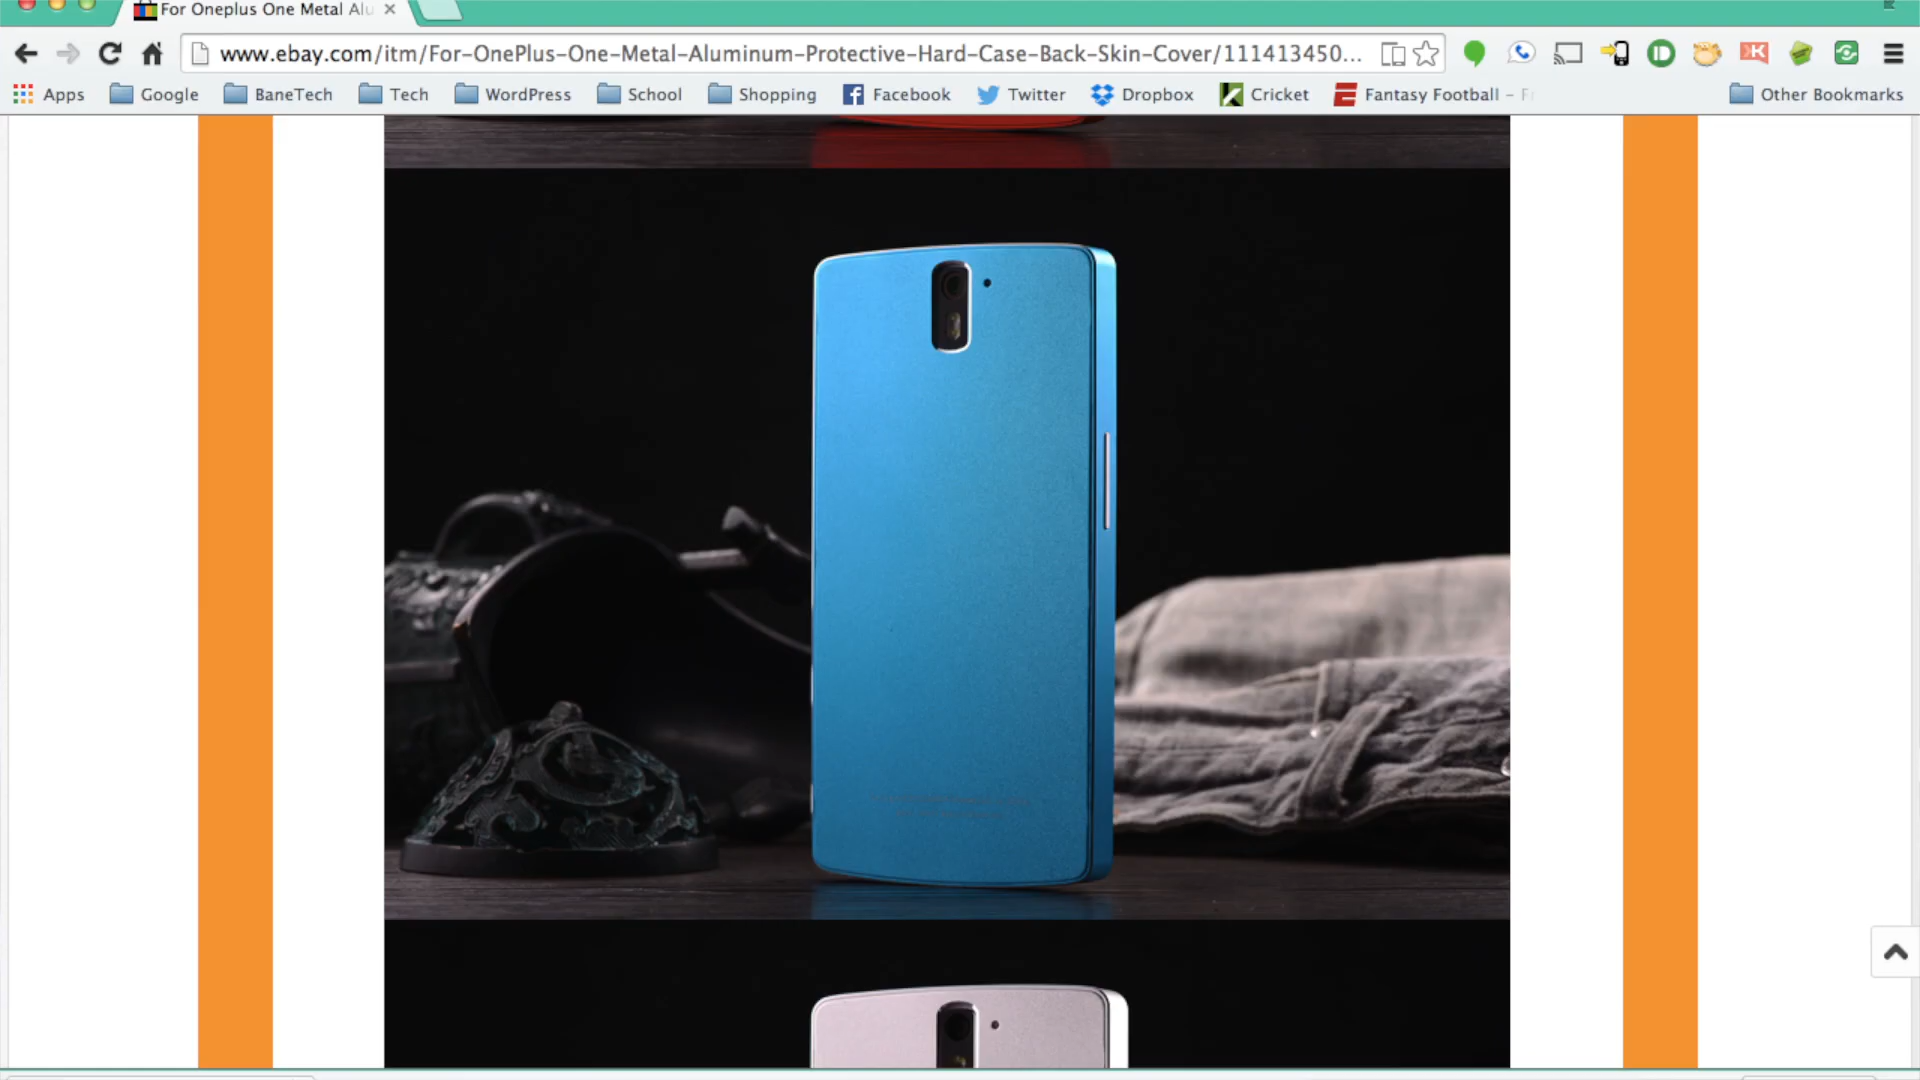 For Oneplus One Metal Alu
www.ebay.com/itm/For-OnePlus-One-Metal-Aluminum-Protective-Hard-Case-Back-Skin-Cover/111413450...
Apps Google BaneTech Tech WordPress School Shopping Facebook Twitter Dropbox Cricket Fantasy Football - Fr Other Bookmarks